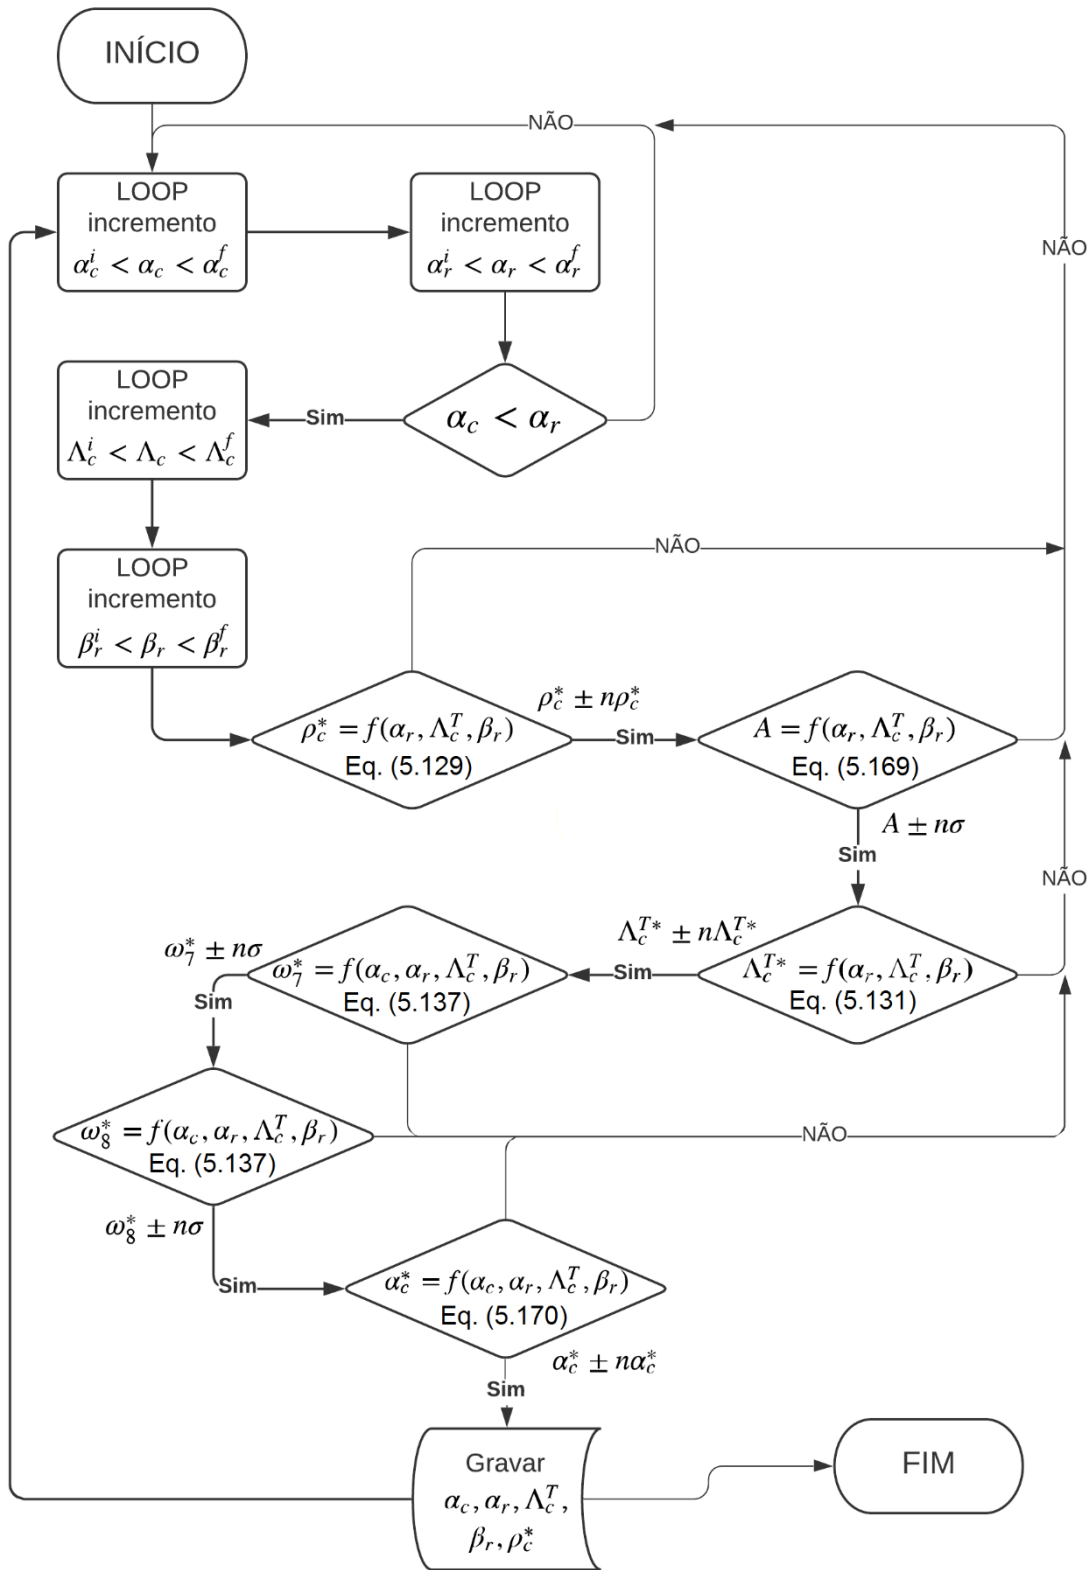 INÍCIO
NÃO
LOOP
incremento
α_c^i < α_c < α_c^f
LOOP
incremento
α_r^i < α_r < α_r^f
NÃO
LOOP
incremento
Λ_c^i < Λ_c < Λ_c^f
Sim
α_c < α_r
LOOP
incremento
β_r^i < β_r < β_r^f
NÃO
ρ_c^* = f(α_r, Λ_c^T, β_r)
Eq. (5.129)
ρ_c^* ± nρ_c^*
Sim
A = f(α_r, Λ_c^T, β_r)
Eq. (5.169)
A ± nσ
Sim
NÃO
Λ_c^{T*} = f(α_r, Λ_c^T, β_r)
Eq. (5.131)
Λ_c^{T*} ± nΛ_c^{T*}
Sim
ω_7^* = f(α_c, α_r, Λ_c^T, β_r)
Eq. (5.137)
ω_7^* ± nσ
Sim
ω_8^* = f(α_c, α_r, Λ_c^T, β_r)
Eq. (5.137)
NÃO
ω_8^* ± nσ
Sim
α_c^* = f(α_c, α_r, Λ_c^T, β_r)
Eq. (5.170)
α_c^* ± nα_c^*
Sim
Gravar
α_c, α_r, Λ_c^T,
β_r, ρ_c^*
FIM